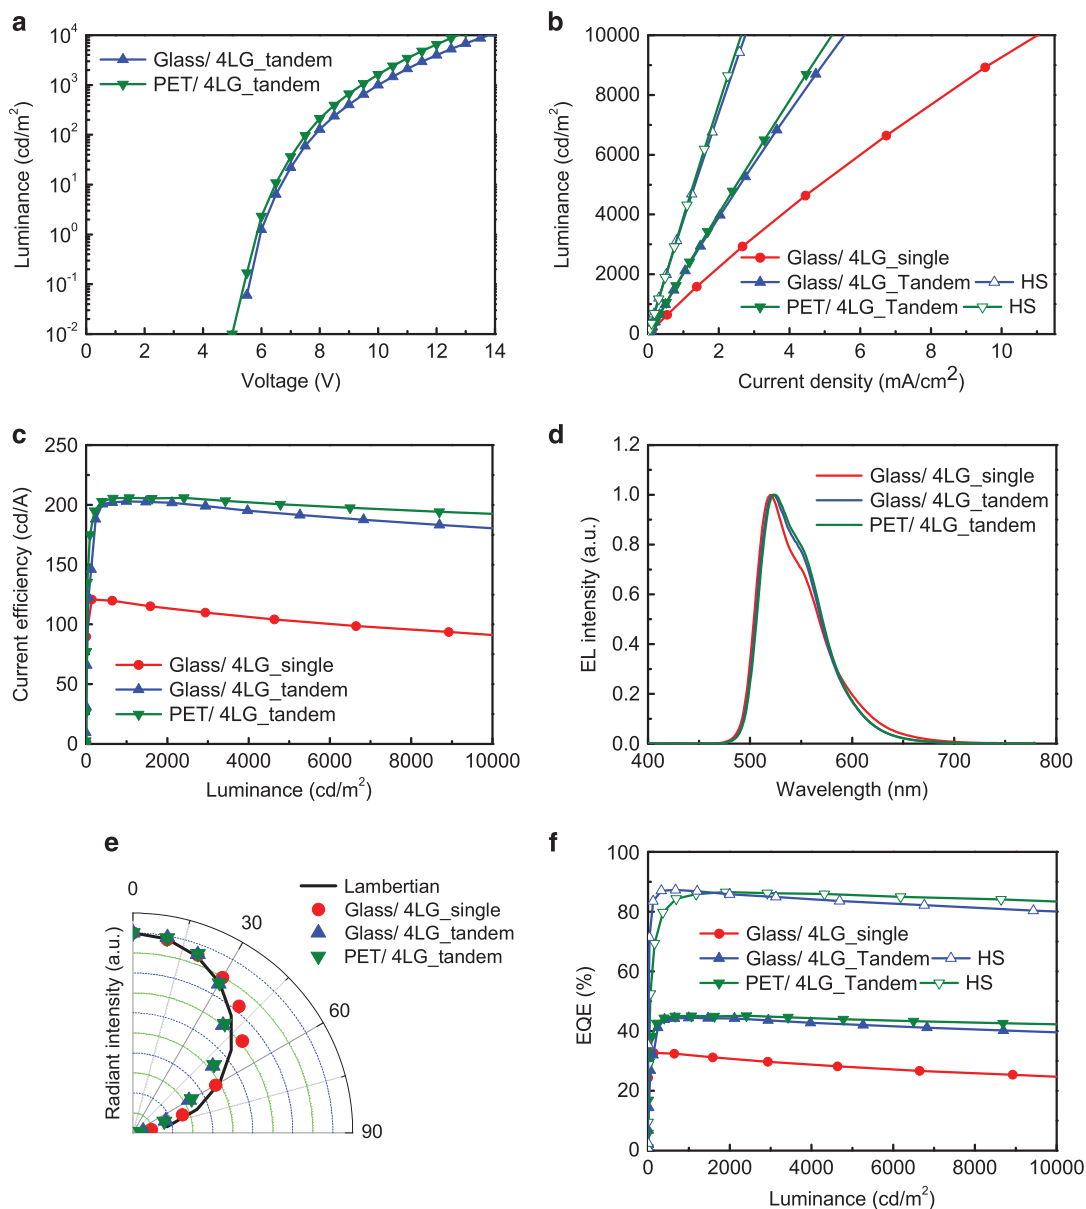 a
Luminance (cd/m2)
10^4
10^3
10^2
10^1
10^0
10^-1
10^-2
0 2 4 6 8 10 12 14
Voltage (V)
Glass/ 4LG_tandem
PET/ 4LG_tandem
b
Luminance (cd/m2)
10000
8000
6000
4000
2000
0
0 2 4 6 8 10
Current density (mA/cm2)
Glass/ 4LG_single
Glass/ 4LG_Tandem HS
PET/ 4LG_Tandem HS
c
Current efficiency (cd/A)
250
200
150
100
50
0
0 2000 4000 6000 8000 10000
Luminance (cd/m2)
Glass/ 4LG_single
Glass/ 4LG_tandem
PET/ 4LG_tandem
d
EL intensity (a.u.)
1.2
1.0
0.8
0.6
0.4
0.2
0.0
400 500 600 700 800
Wavelength (nm)
Glass/ 4LG_single
Glass/ 4LG_tandem
PET/ 4LG_tandem
e
Radiant intensity (a.u.)
0
30
60
90
Lambertian
Glass/ 4LG_single
Glass/ 4LG_tandem
PET/ 4LG_tandem
f
EQE (%)
100
80
60
40
20
0
0 2000 4000 6000 8000 10000
Luminance (cd/m2)
Glass/ 4LG_single
Glass/ 4LG_Tandem HS
PET/ 4LG_Tandem HS